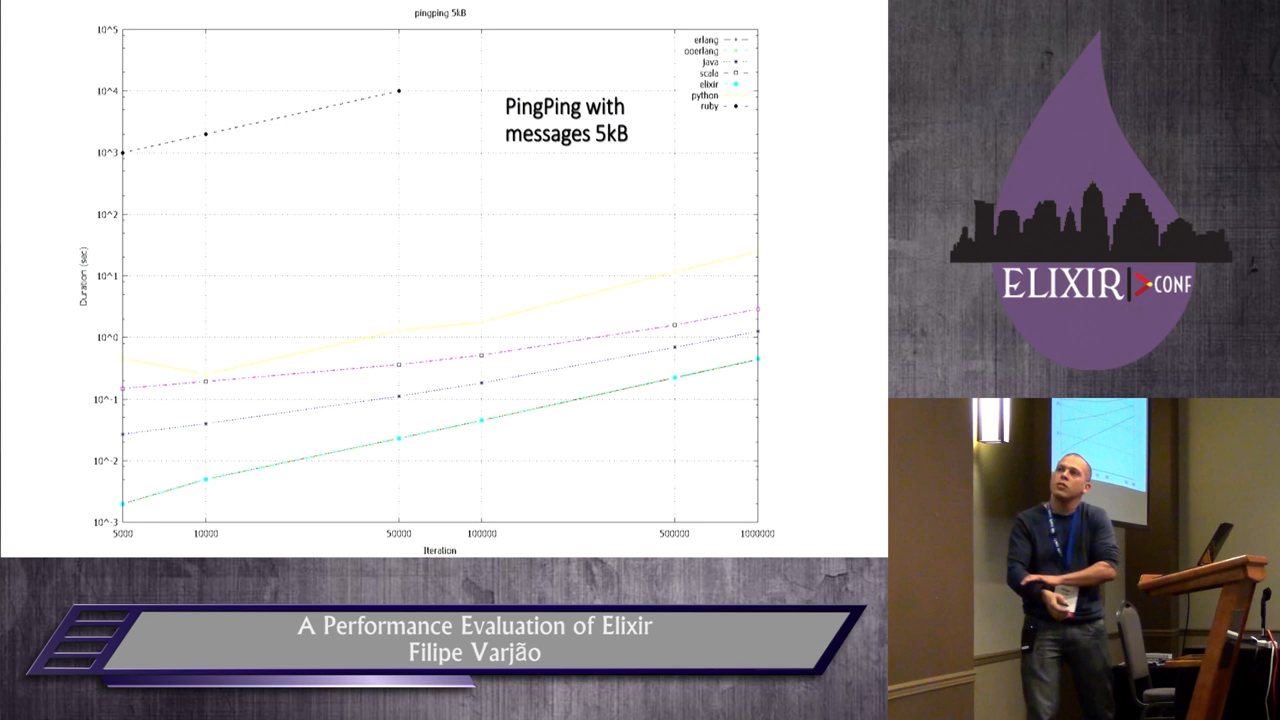 pingping 5kB
10^5
10^4
10^3
10^2
10^1
10^0
10^-1
10^-2
10^-3
Duration (sec)
PingPing with
messages 5kB
erlang
ooerlang
java
scala
elixir
python
ruby
5000
10000
50000
100000
500000
1000000
Iteration
ELIXIR CONF
A Performance Evaluation of Elixir
Filipe Varjão